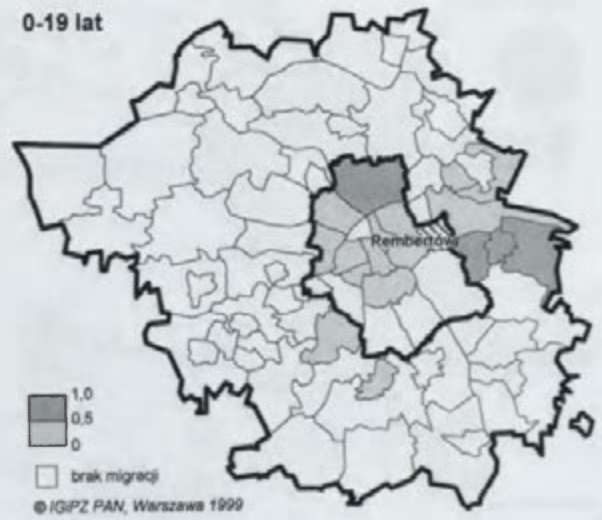 0-19 lat
Rembertów
1,0
0,5
0
brak migracji
© IGiPZ PAN, Warszawa 1999